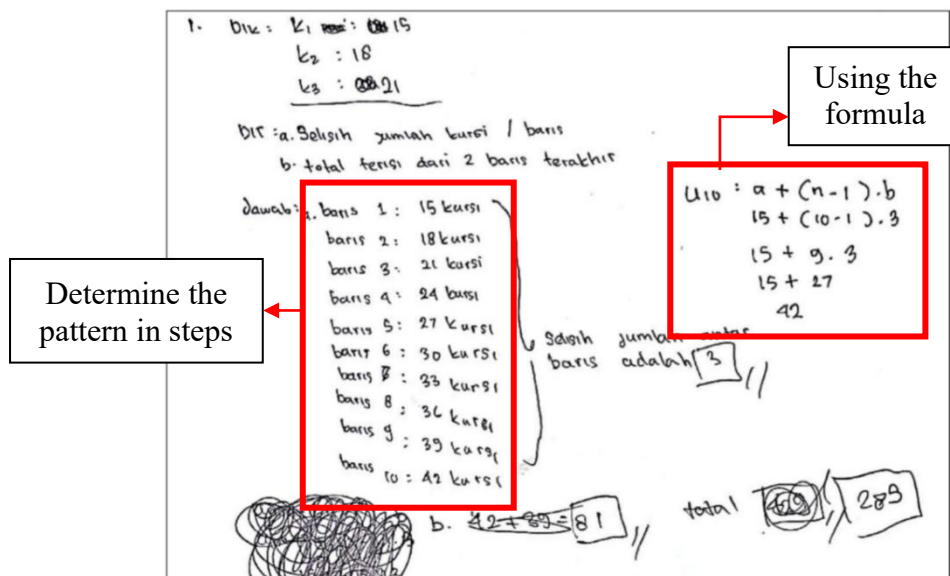 1. Dik : k1 : 15
k2 : 18
k3 : 21
Dit : a. Selisih jumlah kursi / baris
b. total terisi dari 2 baris terakhir
Using the
formula
U10 : a + (n-1).b
15 + (10-1).3
15 + 9.3
15 + 27
42
Jawab : a. baris 1 : 15 kursi
baris 2 : 18 kursi
baris 3 : 21 kursi
baris 4 : 24 kursi
baris 5 : 27 kursi
baris 6 : 30 kursi
baris 7 : 33 kursi
baris 8 : 36 kursi
baris 9 : 39 kursi
baris 10 : 42 kursi
Determine the
pattern in steps
Selisih jumlah antar
baris adalah 3 //
b. 42 + 39 = 81 //
total // 289